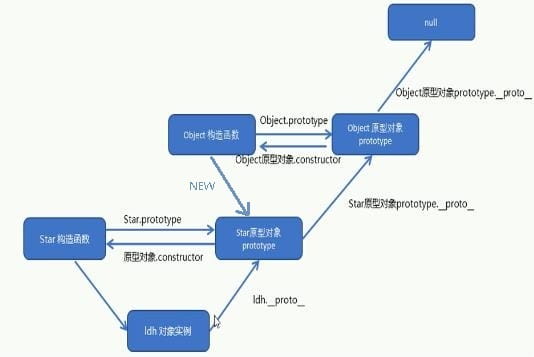 null
Object原型对象prototype.__proto__
Object 构造函数
Object.prototype
Object 原型对象
prototype
Object原型对象.constructor
NEW
Star原型对象prototype.__proto__
Star 构造函数
Star.prototype
Star原型对象
prototype
原型对象.constructor
ldh.__proto__
ldh 对象实例